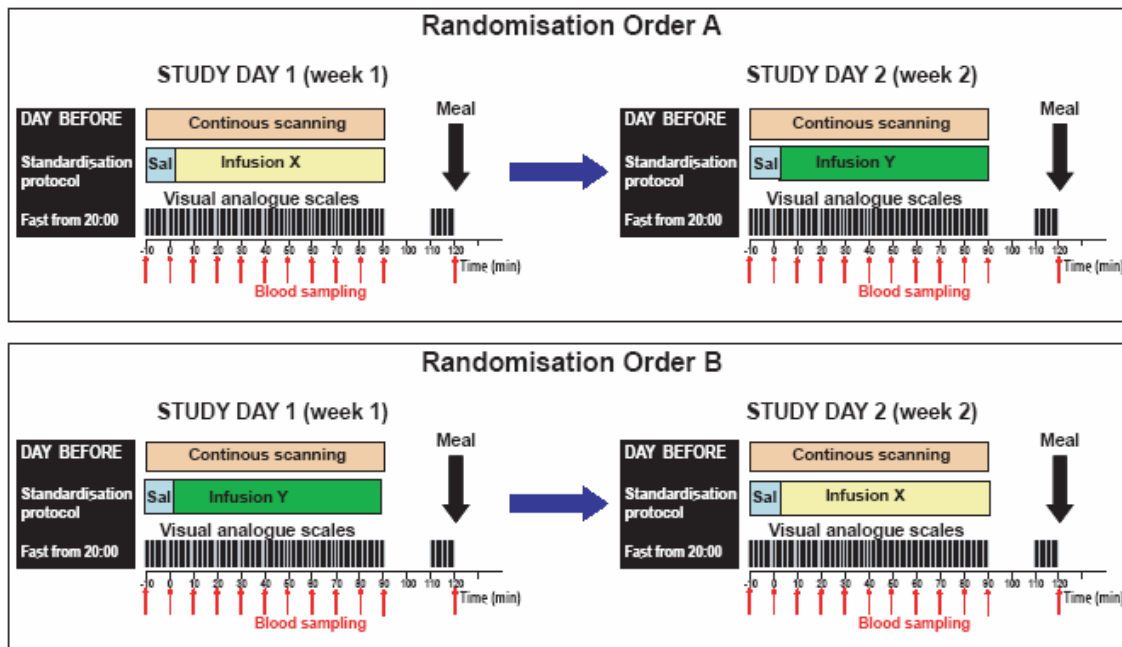 Randomisation Order A
STUDY DAY 1 (week 1)
STUDY DAY 2 (week 2)
DAY BEFORE
Standardisation
protocol
Fast from 20:00
Continous scanning
Sal
Infusion X
Visual analogue scales
Meal
-10 0 10 20 30 40 50 60 70 80 90 100 110 120
Time (min)
Blood sampling
DAY BEFORE
Standardisation
protocol
Fast from 20:00
Continous scanning
Sal
Infusion Y
Visual analogue scales
Meal
-10 0 10 20 30 40 50 60 70 80 90 100 110 120
Time (min)
Blood sampling
Randomisation Order B
STUDY DAY 1 (week 1)
STUDY DAY 2 (week 2)
DAY BEFORE
Standardisation
protocol
Fast from 20:00
Continous scanning
Sal
Infusion Y
Visual analogue scales
Meal
-10 0 10 20 30 40 50 60 70 80 90 100 110 120
Time (min)
Blood sampling
DAY BEFORE
Standardisation
protocol
Fast from 20:00
Continous scanning
Sal
Infusion X
Visual analogue scales
Meal
-10 0 10 20 30 40 50 60 70 80 90 100 110 120
Time (min)
Blood sampling